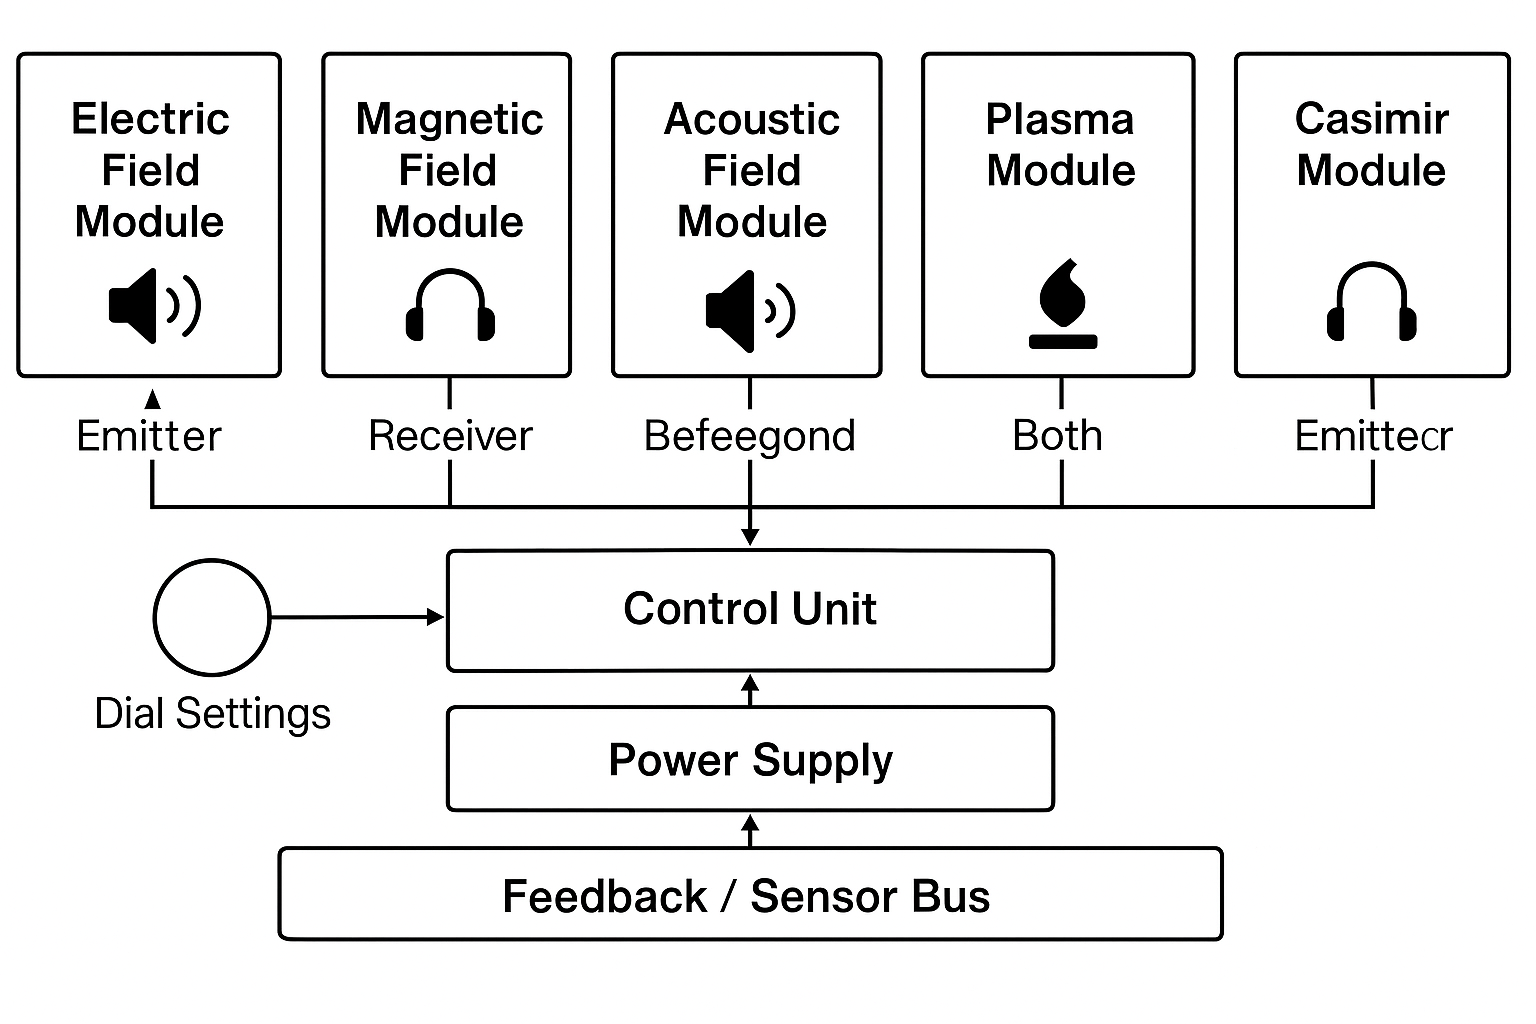 Electric
Field
Module
Magnetic
Field
Module
Acoustic
Field
Module
Plasma
Module
Casimir
Module
Emitter
Receiver
Befeegond
Both
Emittecr
Control Unit
Dial Settings
Power Supply
Feedback / Sensor Bus